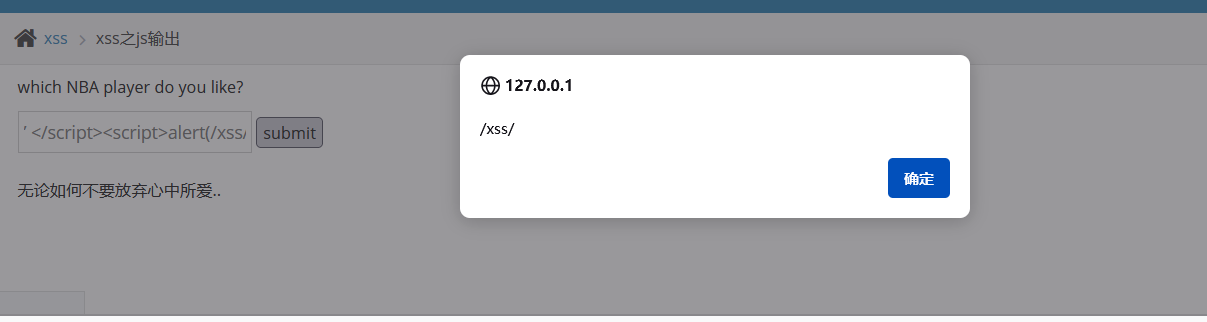 xss > xss之js输出
which NBA player do you like?
' </script><script>alert(/xss/
submit
无论如何不要放弃心中所爱..
127.0.0.1
/xss/
确定